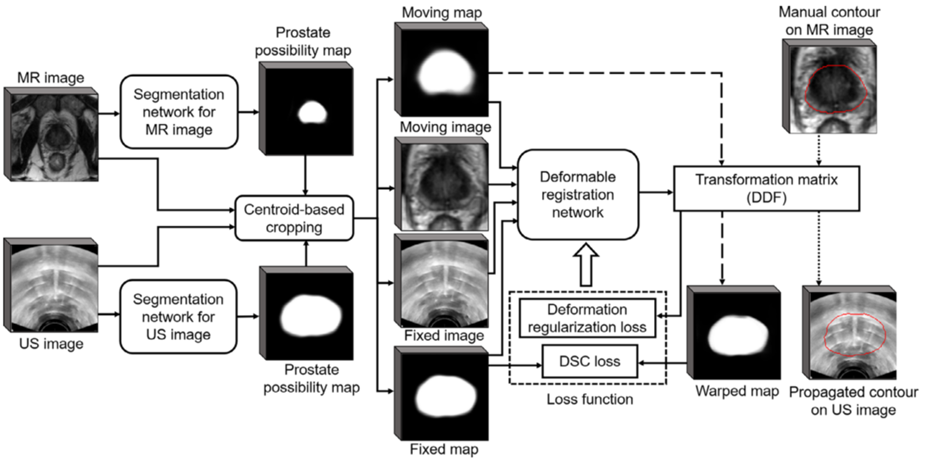 MR image
Segmentation
network for
MR image
Prostate
possibility map
US image
Segmentation
network for
US image
Prostate
possibility map
Centroid-based
cropping
Moving map
Moving image
Fixed image
Fixed map
Deformable
registration
network
Deformation
regularization loss
DSC loss
Loss function
Transformation matrix
(DDF)
Warped map
Manual contour
on MR image
Propagated contour
on US image